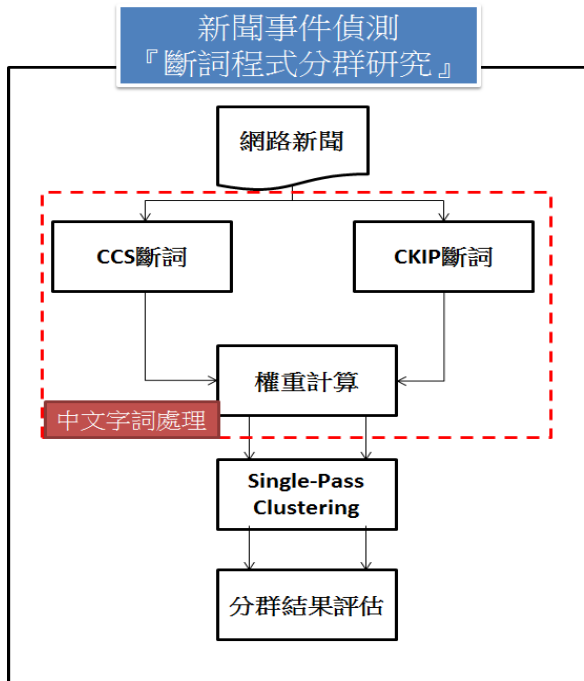 新聞事件偵測
『斷詞程式分群研究』
網路新聞
CCS斷詞
CKIP斷詞
權重計算
中文字詞處理
Single-Pass
Clustering
分群結果評估